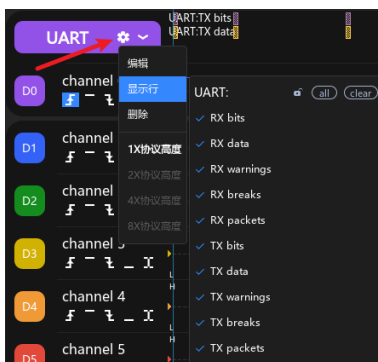 UART:TX bits
UART:TX data
UART
编辑
显示行
删除
1X协议高度
2X协议高度
4X协议高度
8X协议高度
UART:
all
clear
RX bits
RX data
RX warnings
RX breaks
RX packets
TX bits
TX data
TX warnings
TX breaks
TX packets
D0
channel
D1
channel
D2
channel
D3
channel 3
D4
channel 4
D5
channel 5
L
H
L
H